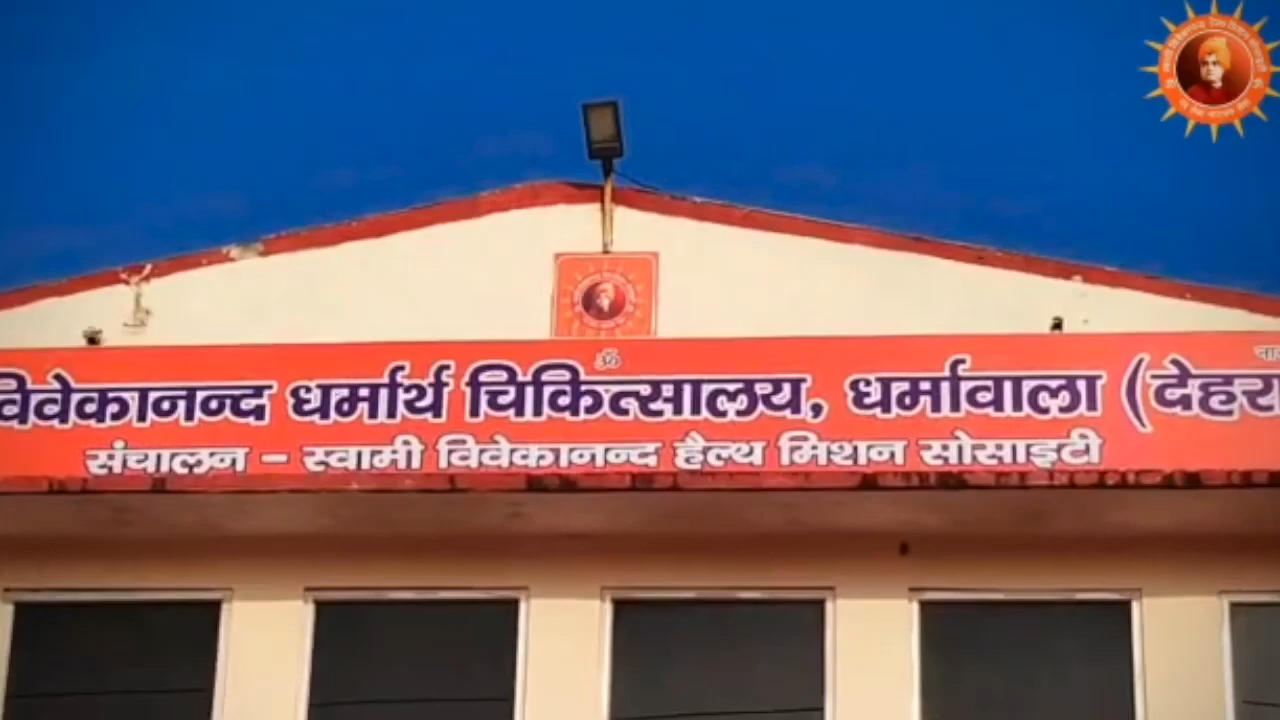 ॐ
विवेकानन्द धर्मार्थ चिकित्सालय, धर्मावाला (देहरा
संचालन - स्वामी विवेकानन्द हैल्थ मिशन सोसाइटी